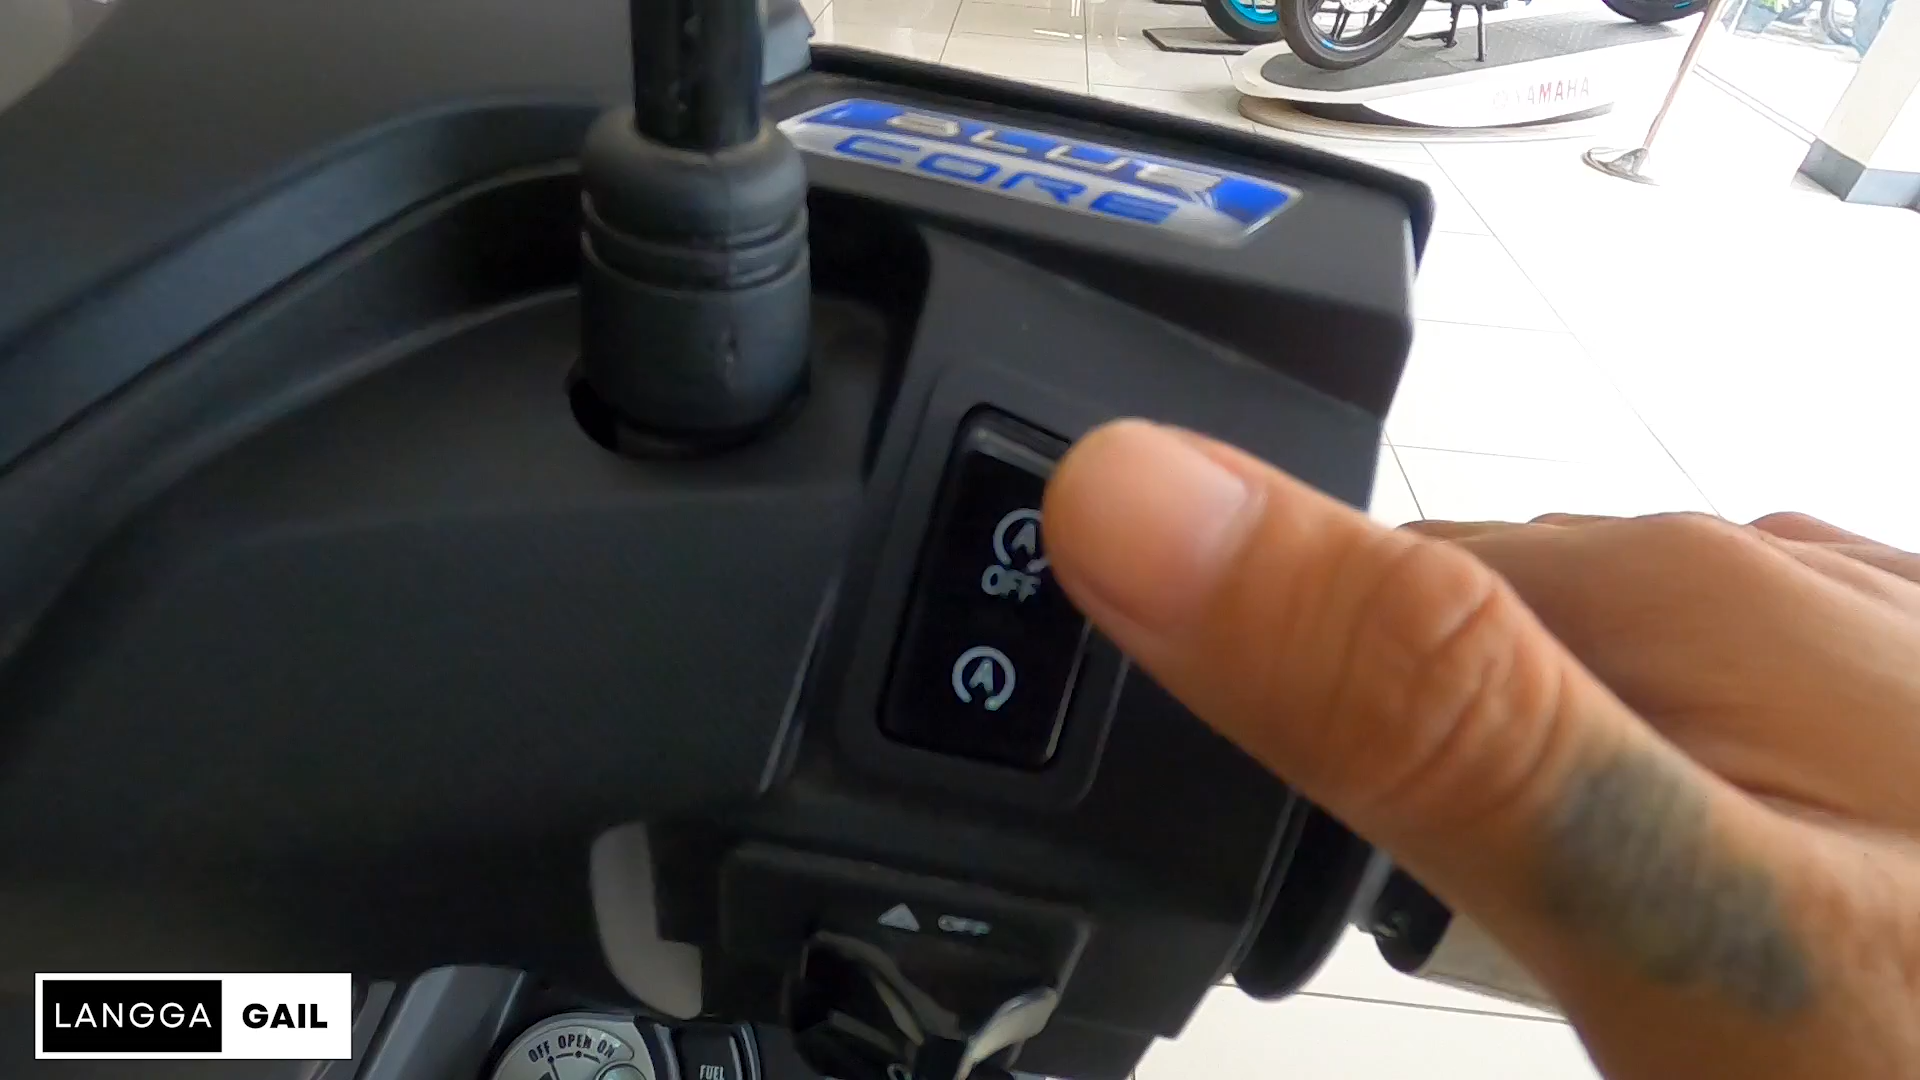 YAMAHA
BLUE
CORE
A
OFF
A
OFF
OFF OPEN ON
FUEL
LANGGA GAIL